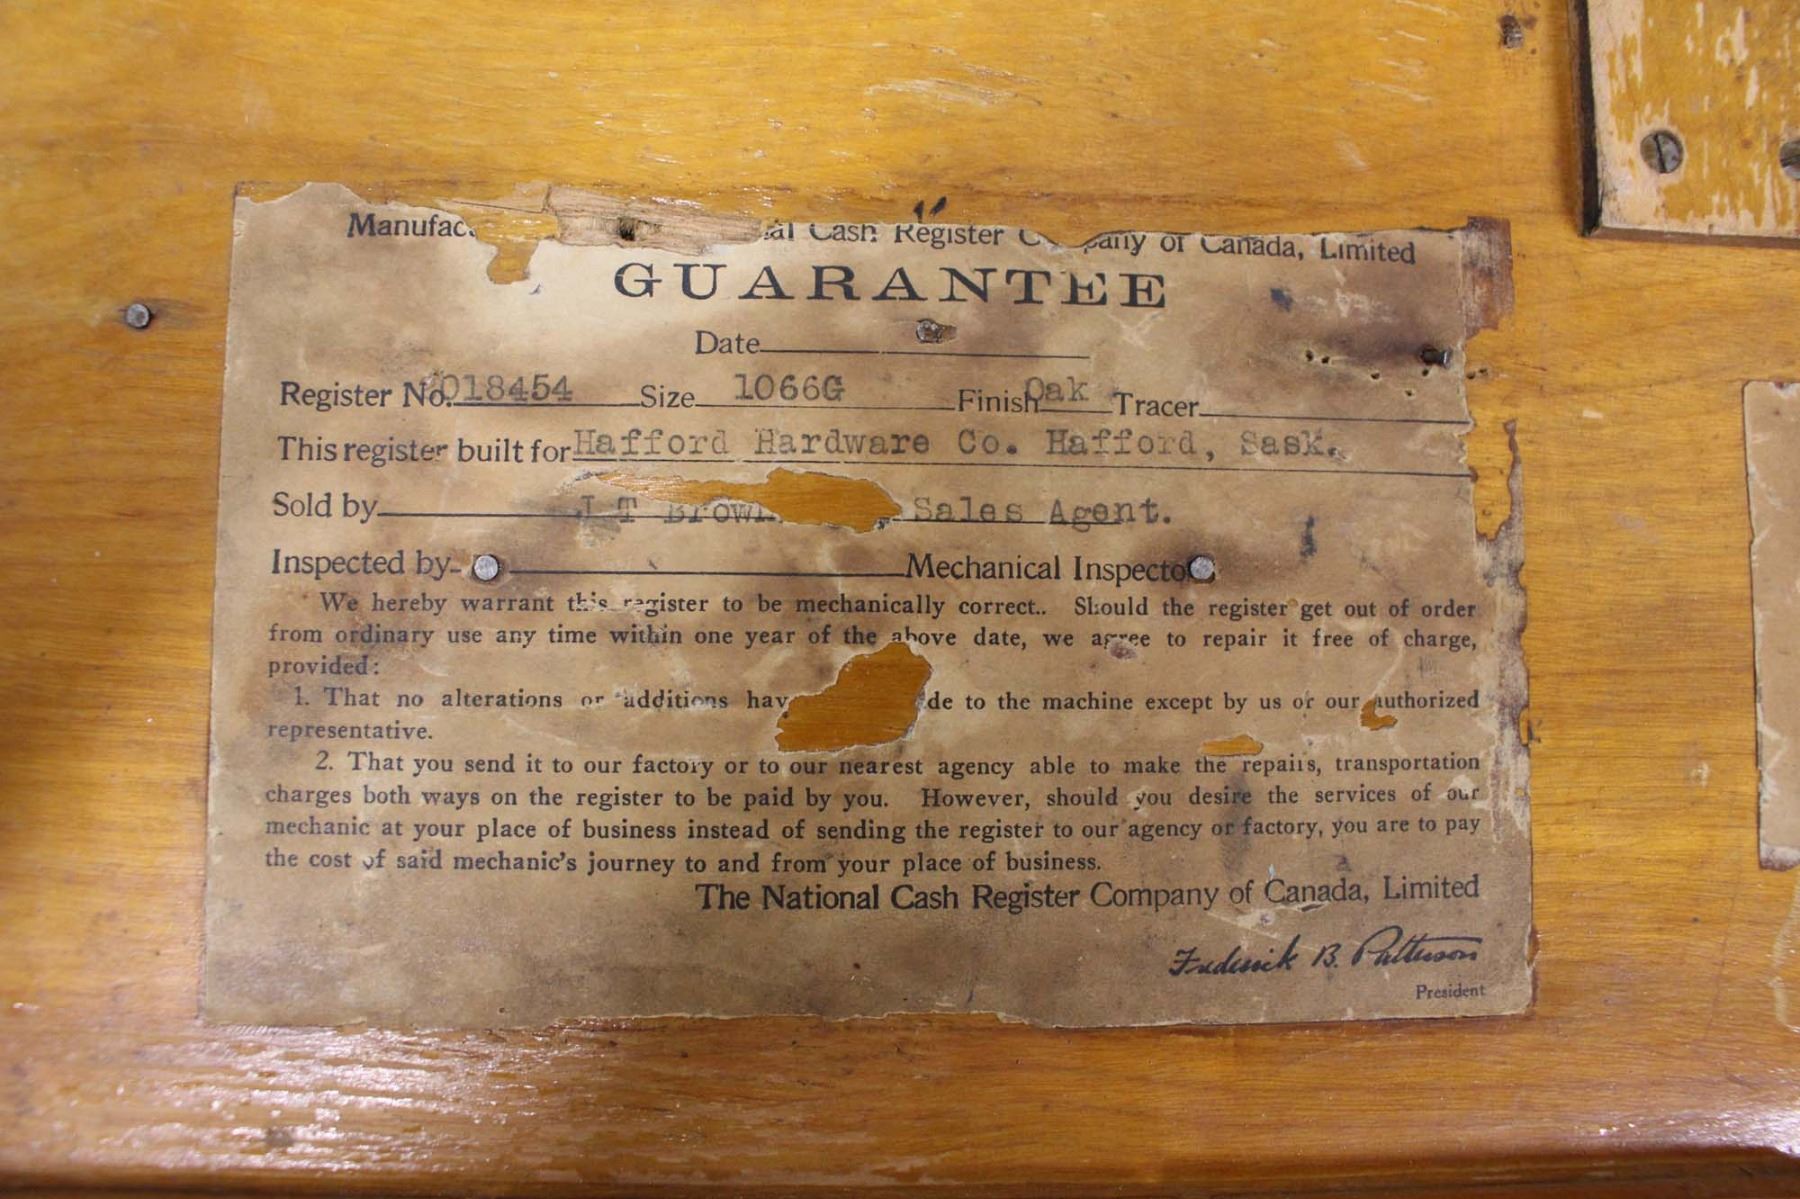 Manufac Cash Register of Canada, Limited
GUARANTEE
Date
Register No. 018454 Size 1066G Finish Oak Tracer
This register built for Hafford Hardware Co. Hafford, Sask.
Sold by J T Brown Sales Agent.
Inspected by Mechanical Inspector
We hereby warrant this register to be mechanically correct.. Should the register get out of order
from ordinary use any time within one year of the above date, we agree to repair it free of charge,
provided:
1. That no alterations or additions hav de to the machine except by us or our authorized
representative.
2. That you send it to our factory or to our nearest agency able to make the repairs, transportation
charges both ways on the register to be paid by you. However, should you desire the services of our
mechanic at your place of business instead of sending the register to our agency or factory, you are to pay
the cost of said mechanic's journey to and from your place of business.
The National Cash Register Company of Canada, Limited
Frederick B. Patterson
President